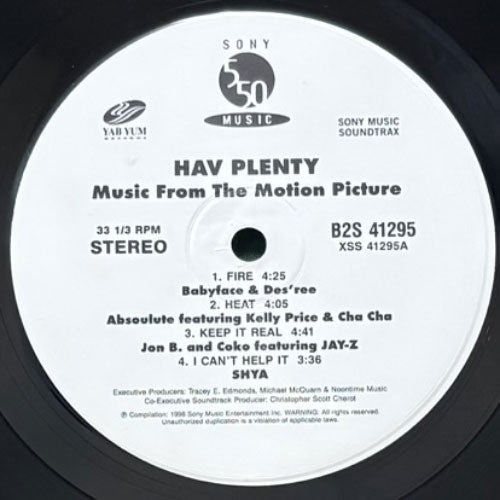 SONY
550
MUSIC
YAB YUM
RECORDS
SONY MUSIC
SOUNDTRAX
HAV PLENTY
Music From The Motion Picture
33 1/3 RPM
STEREO
B2S 41295
XSS 41295A
1. FIRE 4:25
Babyface & Des'ree
2. HEAT 4:05
Absoulute featuring Kelly Price & Cha Cha
3. KEEP IT REAL 4:41
Jon B. and Coko featuring JAY-Z
4. I CAN'T HELP IT 3:36
SHYA
Executive Producers: Tracey E. Edmonds, Michael McQuarn & Noontime Music
Co-Executive Soundtrack Producer: Christopher Scott Cherot
℗ Compilation: 1998 Sony Music Entertainment Inc. WARNING: All rights reserved.
Unauthorized duplication is a violation of applicable laws.